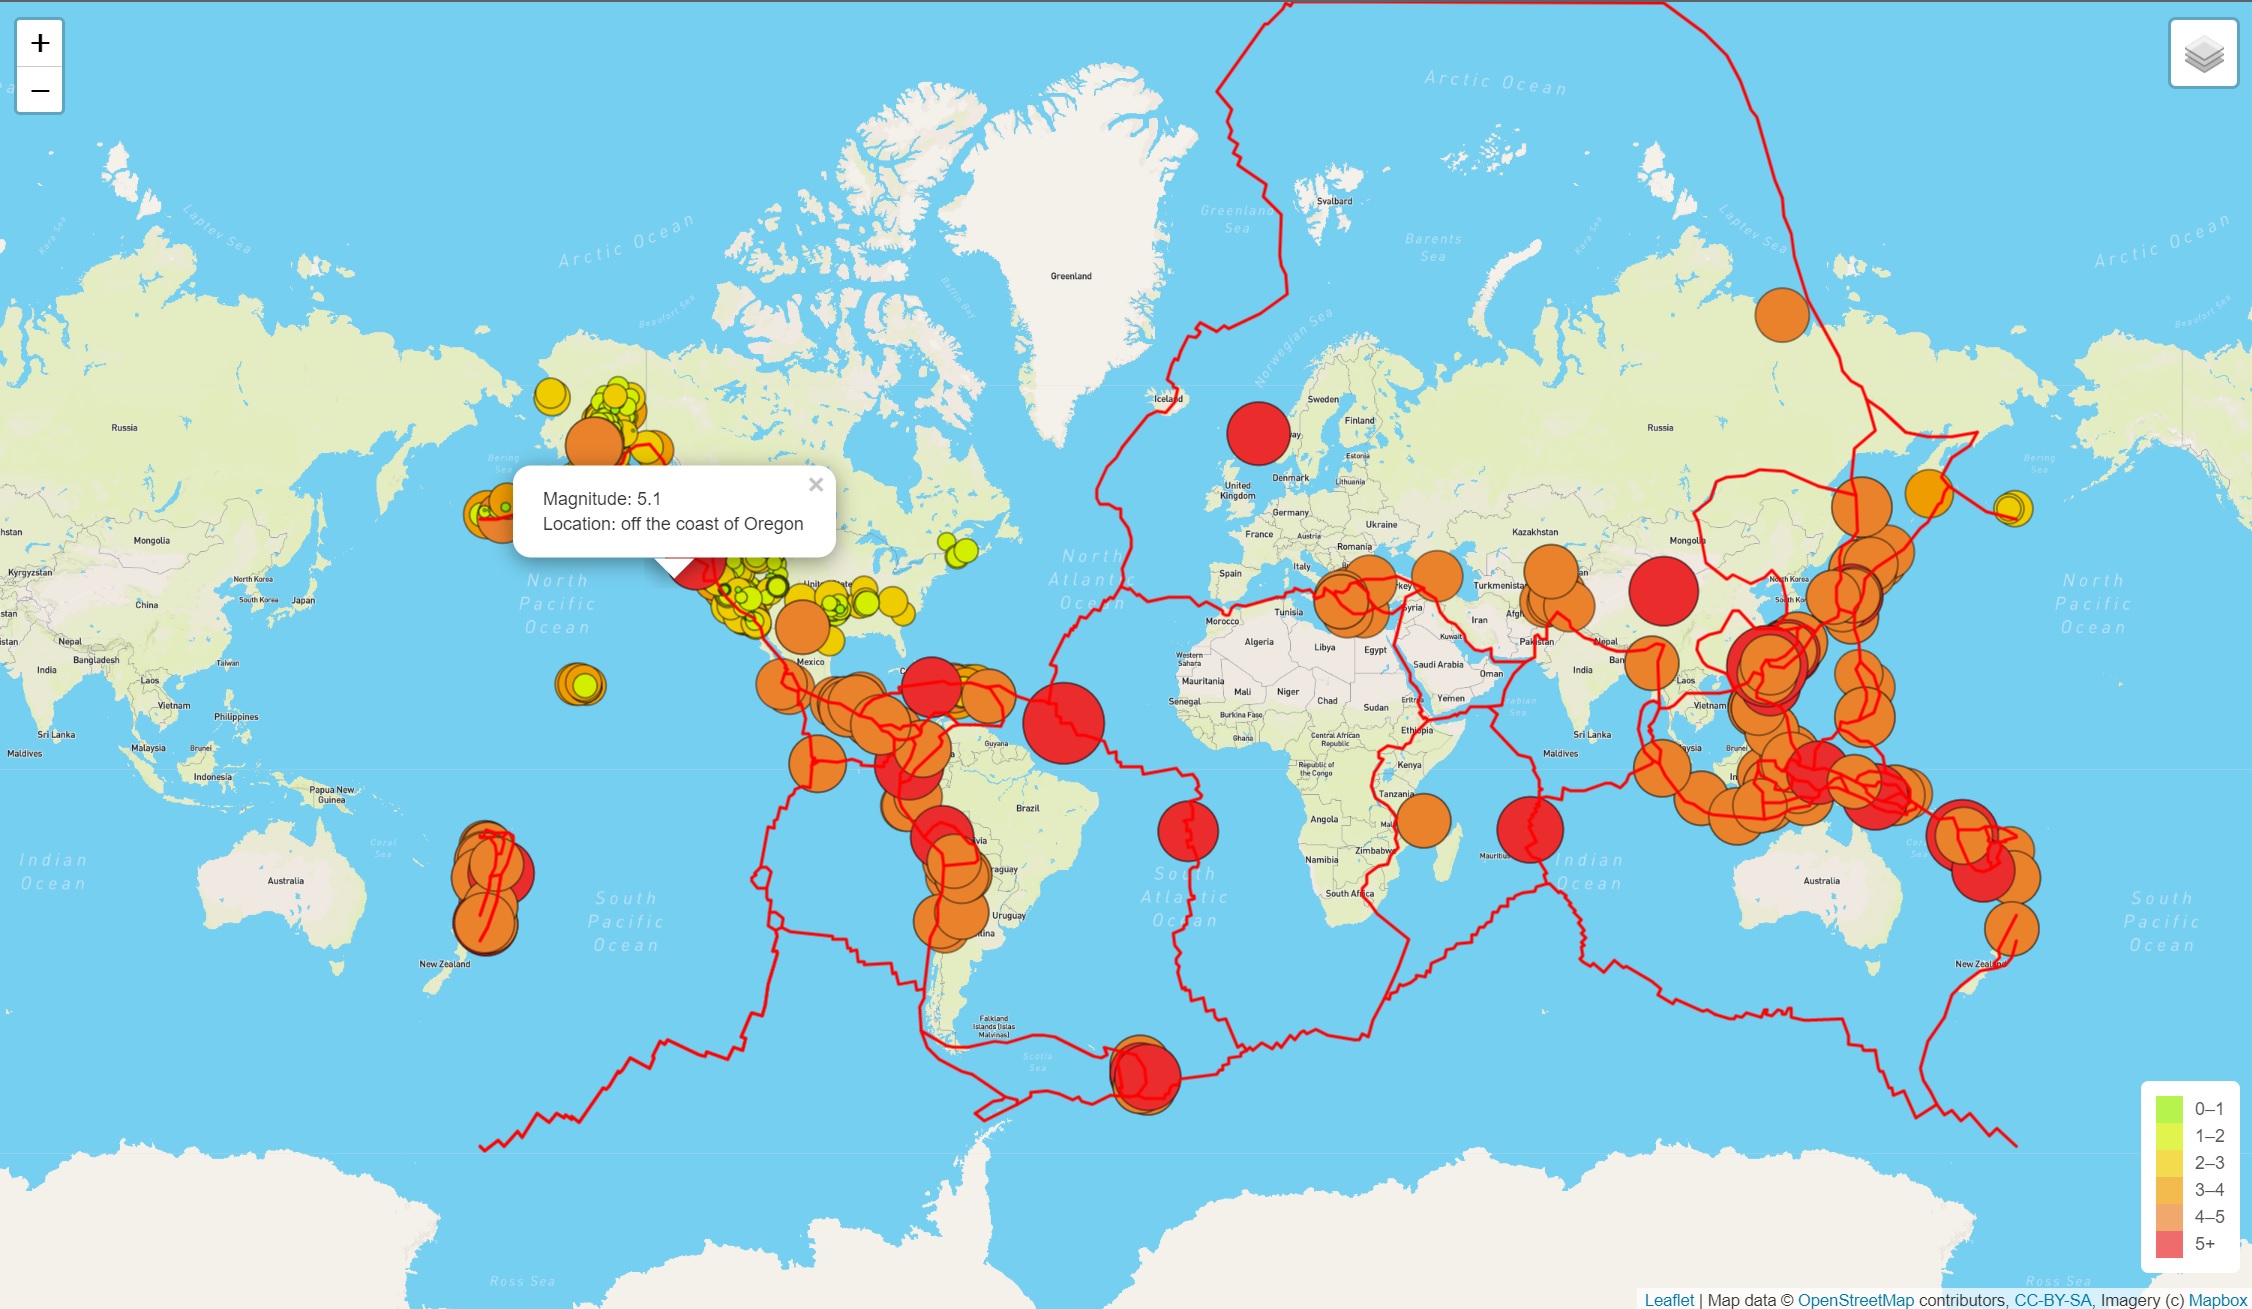 +
−
Arctic Ocean
Laptev Sea
Kara Sea
Svalbard
Greenland
Sea
Barents
Sea
Kara Sea
Laptev Sea
Arctic Ocean
Arctic Ocean
Beaufort Sea
Baffin Bay
Greenland
Norwegian Sea
Beaufort Sea
Iceland
Sweden
Finland
Russia
Russia
Bering
Sea
Bering
Sea
Estonia
Denmark
Lithuania
United
Kingdom
Germany
Magnitude: 5.1
Location: off the coast of Oregon
×
Ukraine
Kazakhstan
France
Austria
Romania
Mongolia
Mongolia
Kyrgyzstan
North Korea
South Korea
Japan
China
Spain
Italy
Turkmenistan
North Korea
North
Pacific
Ocean
North
Atlantic
Ocean
North
Pacific
Ocean
Tunisia
Syria
Morocco
Iran
Nepal
Bangladesh
Taiwan
India
Laos
Vietnam
Philippines
Mexico
Algeria
Libya
Egypt
Kuwait
Pakistan
Nepal
India
Western
Sahara
Mauritania
Mali
Niger
Chad
Sudan
Saudi Arabia
Oman
Yemen
Laos
Vietnam
Senegal
Burkina Faso
Ghana
Central African
Republic
Ethiopia
Sri Lanka
Maldives
Malaysia
Brunei
Indonesia
Papua New
Guinea
Guyana
Brazil
Republic of
the Congo
Kenya
Tanzania
Sri Lanka
Maldives
Brunei
Angola
Zimbabwe
Namibia
South Africa
Mauritius
Coral
Sea
Indian
Ocean
Australia
South
Pacific
Ocean
Uruguay
South
Atlantic
Ocean
Indian
Ocean
Australia
South
Pacific
Ocean
New Zealand
New Zealand
Falkland
Islands (Islas
Malvinas)
Scotia
Sea
0–1
1–2
2–3
3–4
4–5
5+
Ross Sea
Ross Sea
Leaflet | Map data © OpenStreetMap contributors, CC-BY-SA, Imagery (c) Mapbox